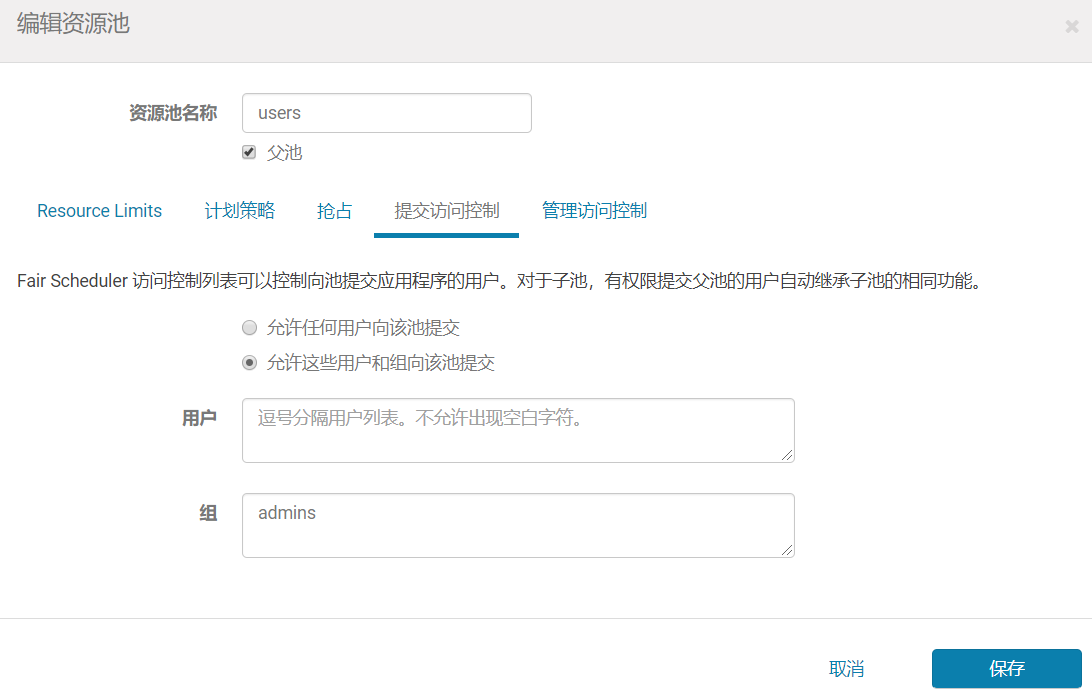 编辑资源池
×
资源池名称 users
父池
Resource Limits 计划策略 抢占 提交访问控制 管理访问控制
Fair Scheduler 访问控制列表可以控制向池提交应用程序的用户。对于子池，有权限提交父池的用户自动继承子池的相同功能。
允许任何用户向该池提交
允许这些用户和组向该池提交
用户 逗号分隔用户列表。不允许出现空白字符。
组 admins
取消 保存